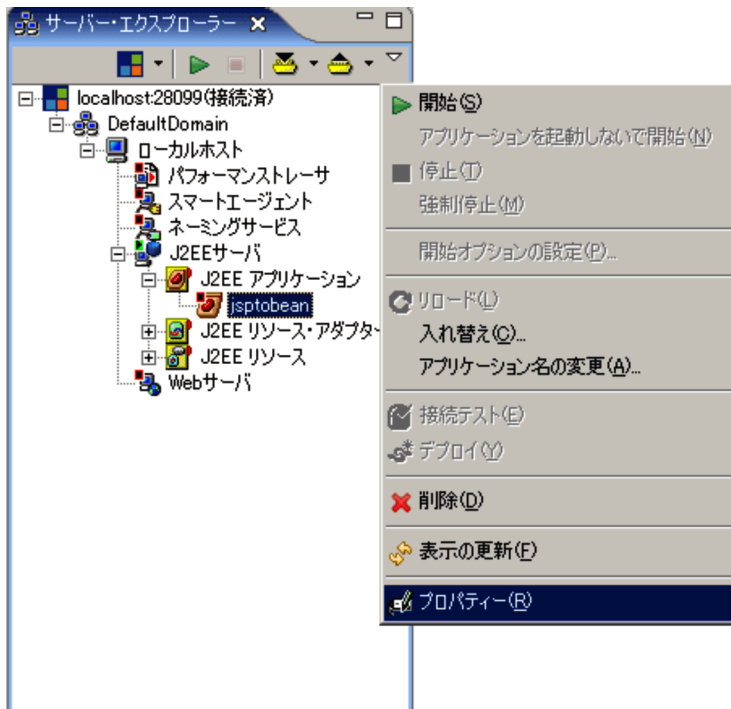 サーバー・エクスプローラー
localhost:28099(接続済)
DefaultDomain
ローカルホスト
パフォーマンストレーサ
スマートエージェント
ネーミングサービス
J2EEサーバ
J2EE アプリケーション
jsptobean
J2EE リソース・アダプター
J2EE リソース
Webサーバ
開始(S)
アプリケーションを起動しないで開始(N)
停止(T)
強制停止(M)
開始オプションの設定(P)...
リロード(L)
入れ替え(C)...
アプリケーション名の変更(A)...
接続テスト(E)
デプロイ(Y)
削除(D)
表示の更新(F)
プロパティー(R)